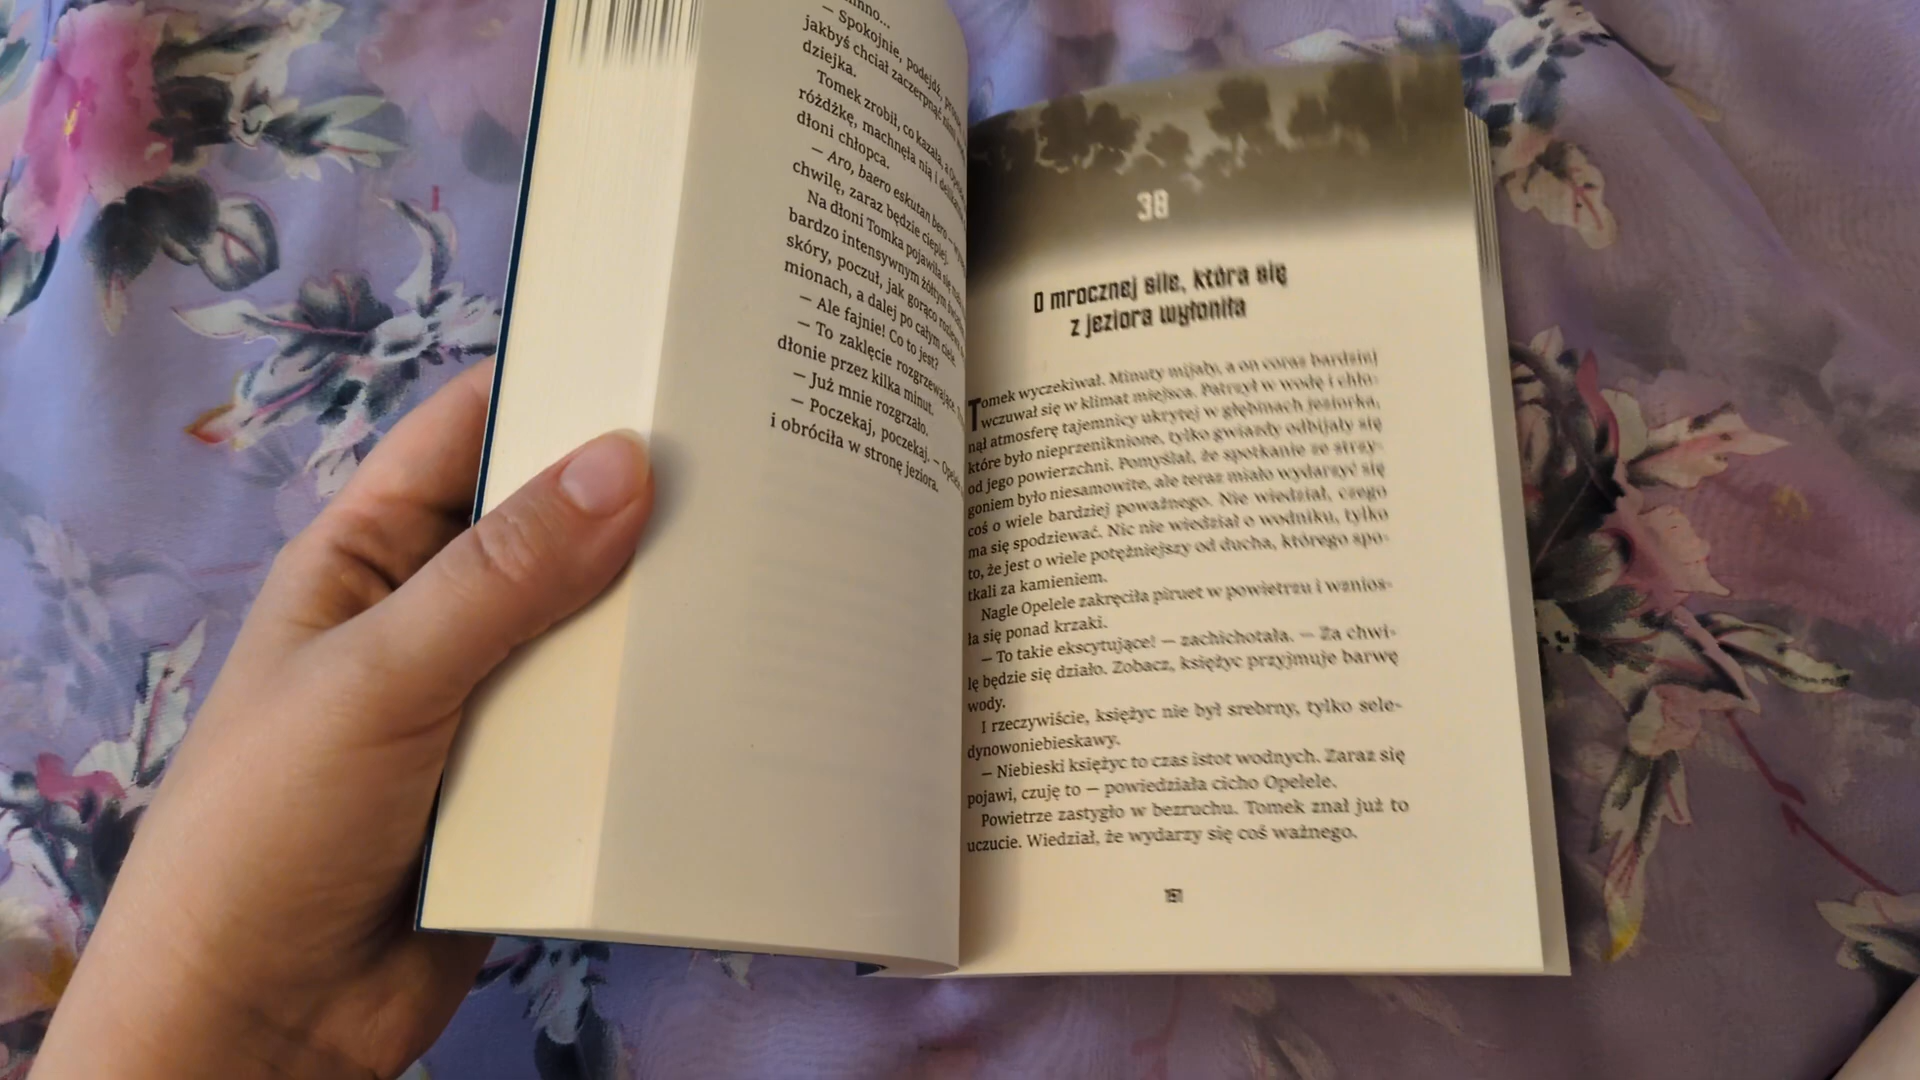 – Spokojnie, podejdź,
jakbyś chciał zaczerpnąć
dziejka.
Tomek zrobił, co kazała, a
różdżkę, machnęła nią i
dłoni chłopca.
– Aro, baero eskutan bero –
chwilę, zaraz będzie cieplej.
Na dłoni Tomka pojawiła się
bardzo intensywnym żółtym
skóry, poczuł, jak gorąco
mionach, a dalej po całym ciele.
– Ale fajnie! Co to jest?
– To zaklęcie rozgrzewające.
dłonie przez kilka minut.
– Już mnie rozgrzało.
– Poczekaj, poczekaj. –
i obróciła w stronę jeziora.
38
O mrocznej sile, która się
z jeziora wyłoniła
Tomek wyczekiwał. Minuty mijały, a on coraz bardziej
wczuwał się w klimat miejsca. Patrzył w wodę i chło-
nął atmosferę tajemnicy ukrytej w głębinach jeziorka,
które było nieprzeniknione, tylko gwiazdy odbijały się
od jego powierzchni. Pomyślał, że spotkanie ze strzy-
goniem było niesamowite, ale teraz miało wydarzyć się
coś o wiele bardziej poważnego. Nie wiedział, czego
ma się spodziewać. Nic nie wiedział o wodniku, tylko
to, że jest o wiele potężniejszy od ducha, którego spo-
tkali za kamieniem.
Nagle Opelele zakręciła piruet w powietrzu i wznios-
ła się ponad krzaki.
– To takie ekscytujące! – zachichotała. – Za chwi-
lę będzie się działo. Zobacz, księżyc przyjmuje barwę
wody.
I rzeczywiście, księżyc nie był srebrny, tylko sele-
dynowoniebieskawy.
– Niebieski księżyc to czas istot wodnych. Zaraz się
pojawi, czuję to – powiedziała cicho Opelele.
Powietrze zastygło w bezruchu. Tomek znał już to
uczucie. Wiedział, że wydarzy się coś ważnego.
151